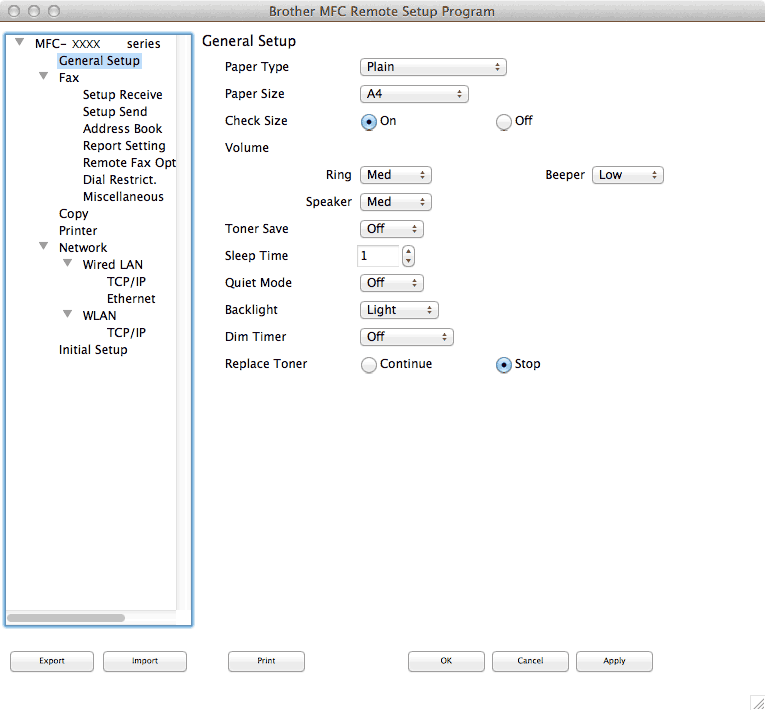 Brother MFC Remote Setup Program
MFC- XXXX series
General Setup
Fax
Setup Receive
Setup Send
Address Book
Report Setting
Remote Fax Opt
Dial Restrict.
Miscellaneous
Copy
Printer
Network
Wired LAN
TCP/IP
Ethernet
WLAN
TCP/IP
Initial Setup
General Setup
Paper Type Plain
Paper Size A4
Check Size On Off
Volume
Ring Med Beeper Low
Speaker Med
Toner Save Off
Sleep Time 1
Quiet Mode Off
Backlight Light
Dim Timer Off
Replace Toner Continue Stop
Export Import Print OK Cancel Apply